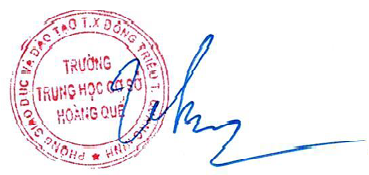 PHÒNG GIÁO DỤC VÀ ĐÀO TẠO T.X ĐÔNG TRIỀU T.
TRƯỜNG
TRUNG HỌC CƠ SỞ
HOÀNG QUẾ